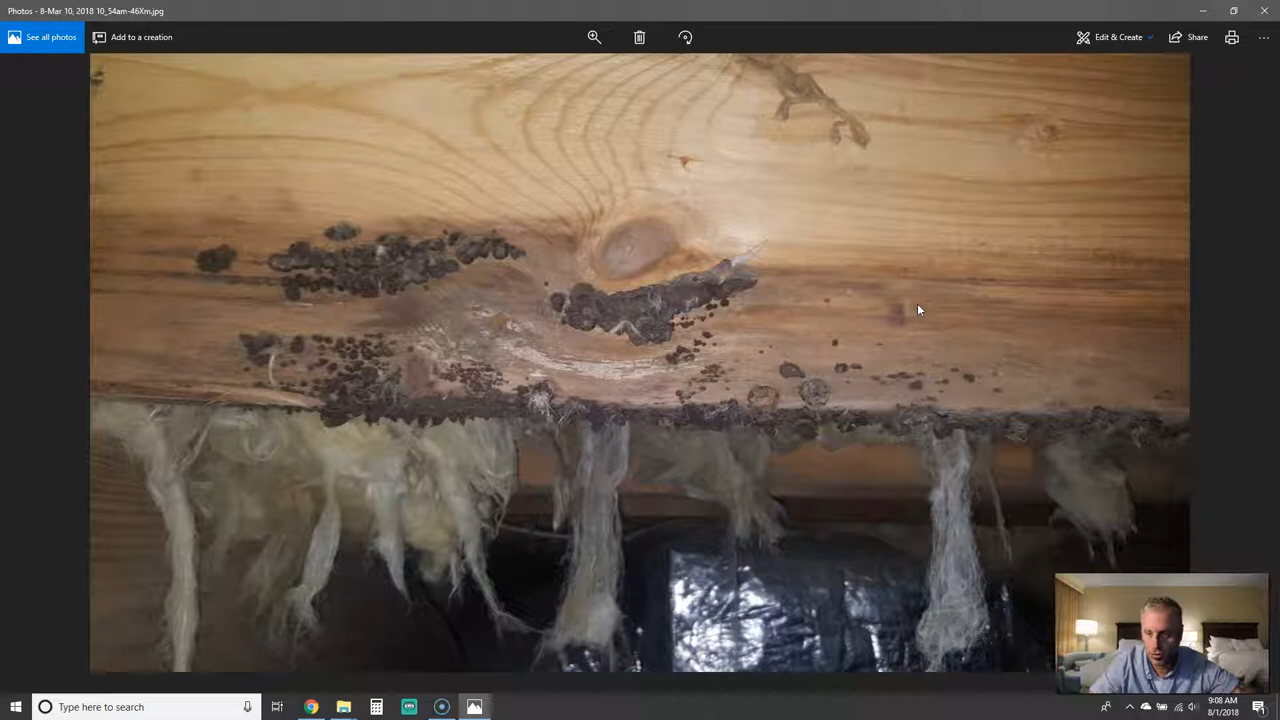 Photos - 8-Mar 10, 2018 10_54am-46Xm.jpg
See all photos
Add to a creation
Edit & Create
Share
Type here to search
9:08 AM
8/1/2018